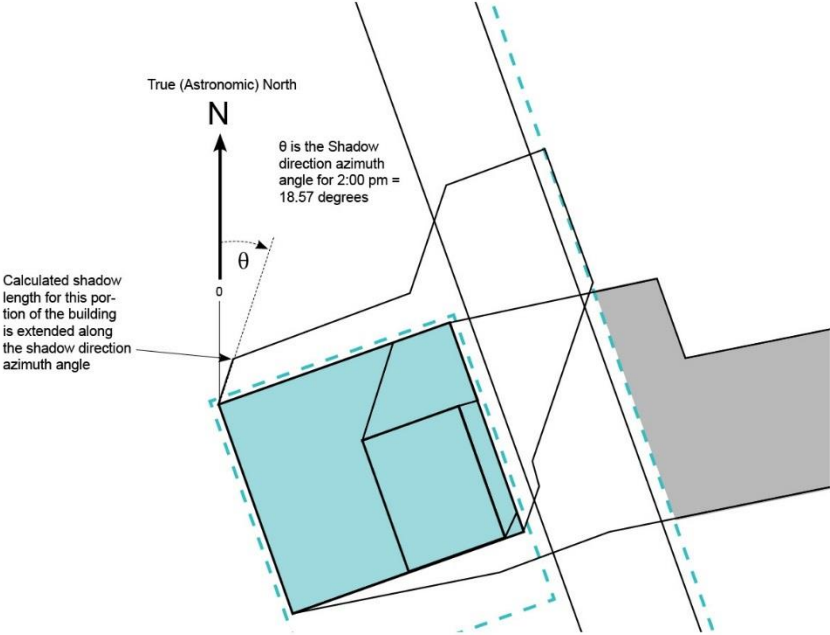 True (Astronomic) North
N
θ is the Shadow
direction azimuth
angle for 2:00 pm =
18.57 degrees
θ
Calculated shadow
length for this por-
tion of the building
is extended along
the shadow direction
azimuth angle
0